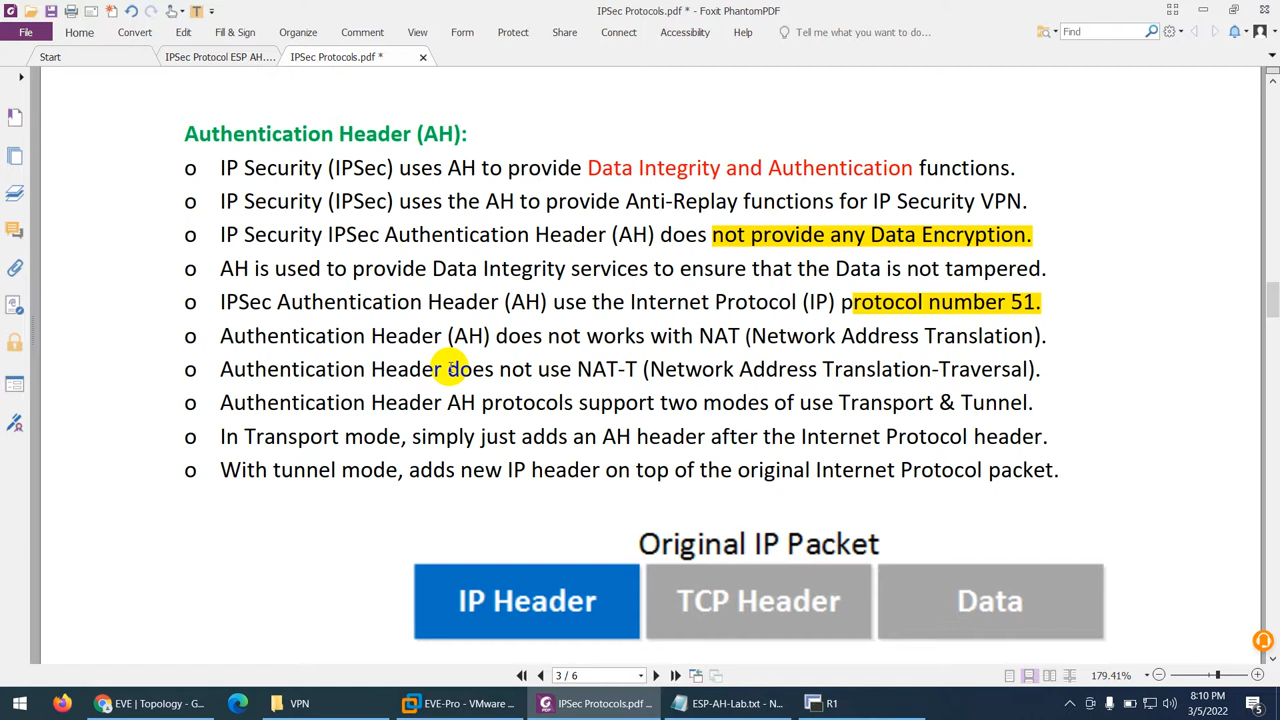 IPSec Protocols.pdf * - Foxit PhantomPDF
File Home Edit Fill & Sign Organize Comment View Form Protect Share Connect Accessibility Help Tell me what you want to do... Find
Start IPSec Protocol ESP AH.... IPSec Protocols.pdf *
Authentication Header (AH):
o IP Security (IPSec) uses AH to provide Data Integrity and Authentication functions.
o IP Security (IPSec) uses the AH to provide Anti-Replay functions for IP Security VPN.
o IP Security IPSec Authentication Header (AH) does not provide any Data Encryption.
o AH is used to provide Data Integrity services to ensure that the Data is not tampered.
o IPSec Authentication Header (AH) use the Internet Protocol (IP) protocol number 51.
o Authentication Header (AH) does not works with NAT (Network Address Translation).
o Authentication Header does not use NAT-T (Network Address Translation-Traversal).
o Authentication Header AH protocols support two modes of use Transport & Tunnel.
o In Transport mode, simply just adds an AH header after the Internet Protocol header.
o With tunnel mode, adds new IP header on top of the original Internet Protocol packet.
Original IP Packet
IP Header TCP Header Data
3 / 6 179.41%
EVE | Topology - G... VPN EVE-Pro - VMware ... IPSec Protocols.pdf ... ESP-AH-Lab.txt - N... R1
8:10 PM
3/5/2022
5